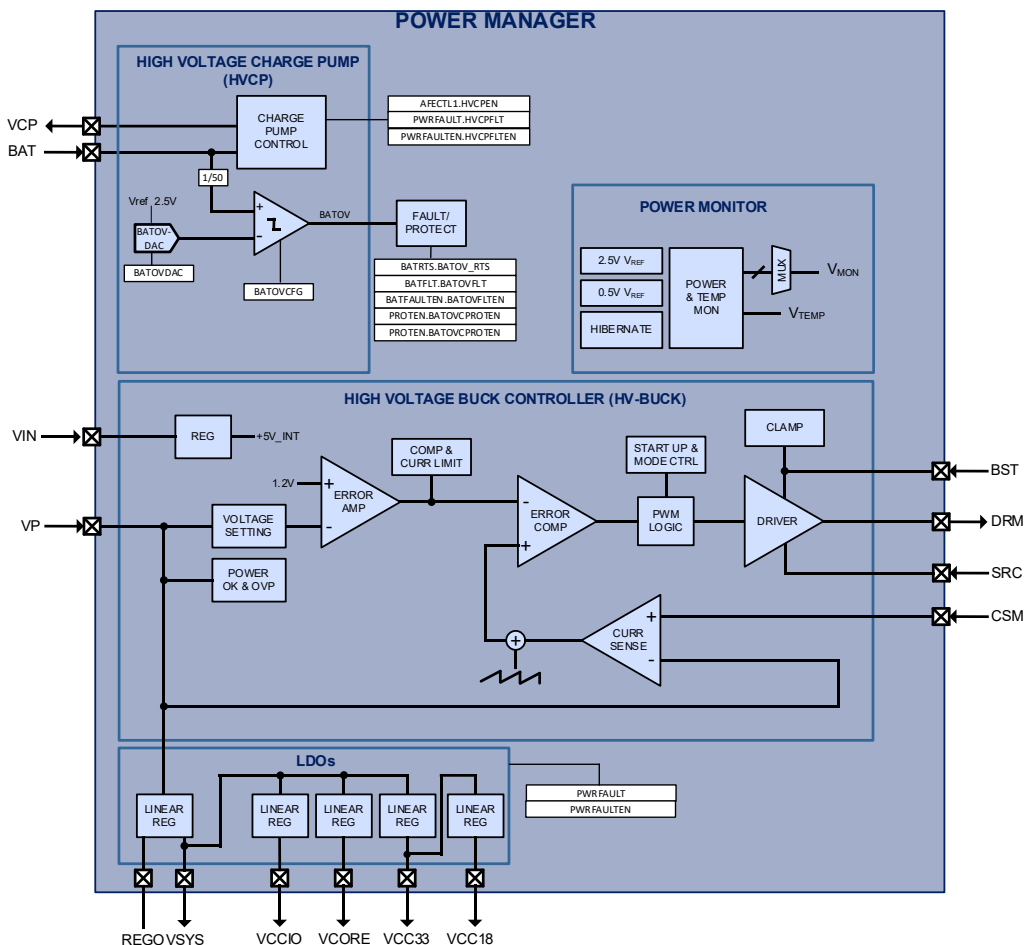 POWER MANAGER
HIGH VOLTAGE CHARGE PUMP
(HVCP)
VCP
BAT
CHARGE
PUMP
CONTROL
AFECTL1.HVCPEN
PWRFAULT.HVCPFLT
PWRFAULTEN.HVCPFLTEN
1/50
Vref 2.5V
BATOV-
DAC
BATOVDAC
+
-
BATOV
BATOVCFG
FAULT/
PROTECT
BATRTS.BATOV_RTS
BATFLT.BATOVFLT
BATFAULTEN.BATOVFLTEN
PROTEN.BATOVCPROTEN
PROTEN.BATOVCPROTEN
POWER MONITOR
2.5V VREF
0.5V VREF
HIBERNATE
POWER
& TEMP
MON
MUX
VMON
VTEMP
HIGH VOLTAGE BUCK CONTROLLER (HV-BUCK)
VIN
REG
+5V_INT
VP
VOLTAGE
SETTING
POWER
OK & OVP
1.2V
+
-
ERROR
AMP
COMP &
CURR LIMIT
-
+
ERROR
COMP
START UP &
MODE CTRL
PWM
LOGIC
CLAMP
DRIVER
BST
DRM
SRC
CSM
+
-
CURR
SENSE
+
LDOs
LINEAR
REG
LINEAR
REG
LINEAR
REG
LINEAR
REG
LINEAR
REG
PWRFAULT
PWRFAULTEN
REGO
VSYS
VCCIO
VCORE
VCC33
VCC18